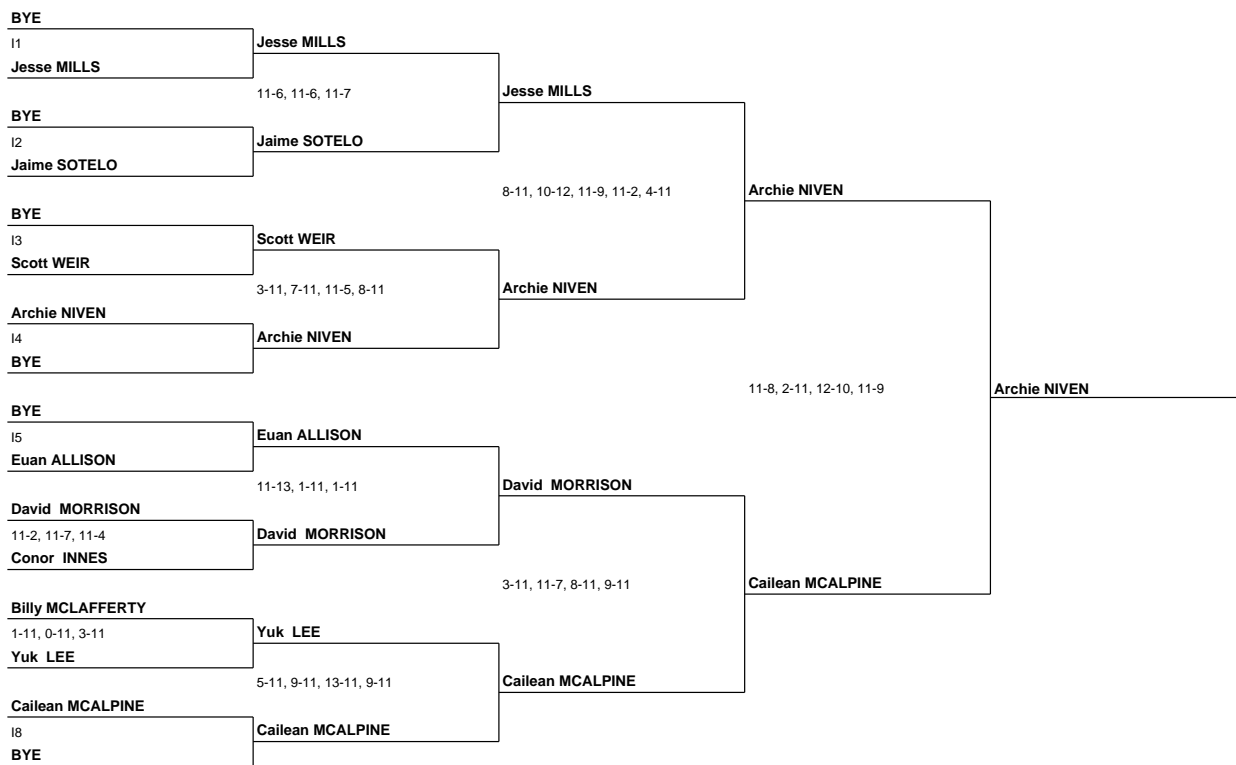 BYE
I1
Jesse MILLS
Jesse MILLS
11-6, 11-6, 11-7
Jesse MILLS
BYE
I2
Jaime SOTELO
Jaime SOTELO
8-11, 10-12, 11-9, 11-2, 4-11
Archie NIVEN
BYE
I3
Scott WEIR
Scott WEIR
3-11, 7-11, 11-5, 8-11
Archie NIVEN
Archie NIVEN
I4
BYE
Archie NIVEN
11-8, 2-11, 12-10, 11-9
Archie NIVEN
BYE
I5
Euan ALLISON
Euan ALLISON
11-13, 1-11, 1-11
David  MORRISON
David  MORRISON
11-2, 11-7, 11-4
Conor  INNES
David  MORRISON
3-11, 11-7, 8-11, 9-11
Cailean MCALPINE
Billy MCLAFFERTY
1-11, 0-11, 3-11
Yuk  LEE
Yuk  LEE
5-11, 9-11, 13-11, 9-11
Cailean MCALPINE
Cailean MCALPINE
I8
BYE
Cailean MCALPINE